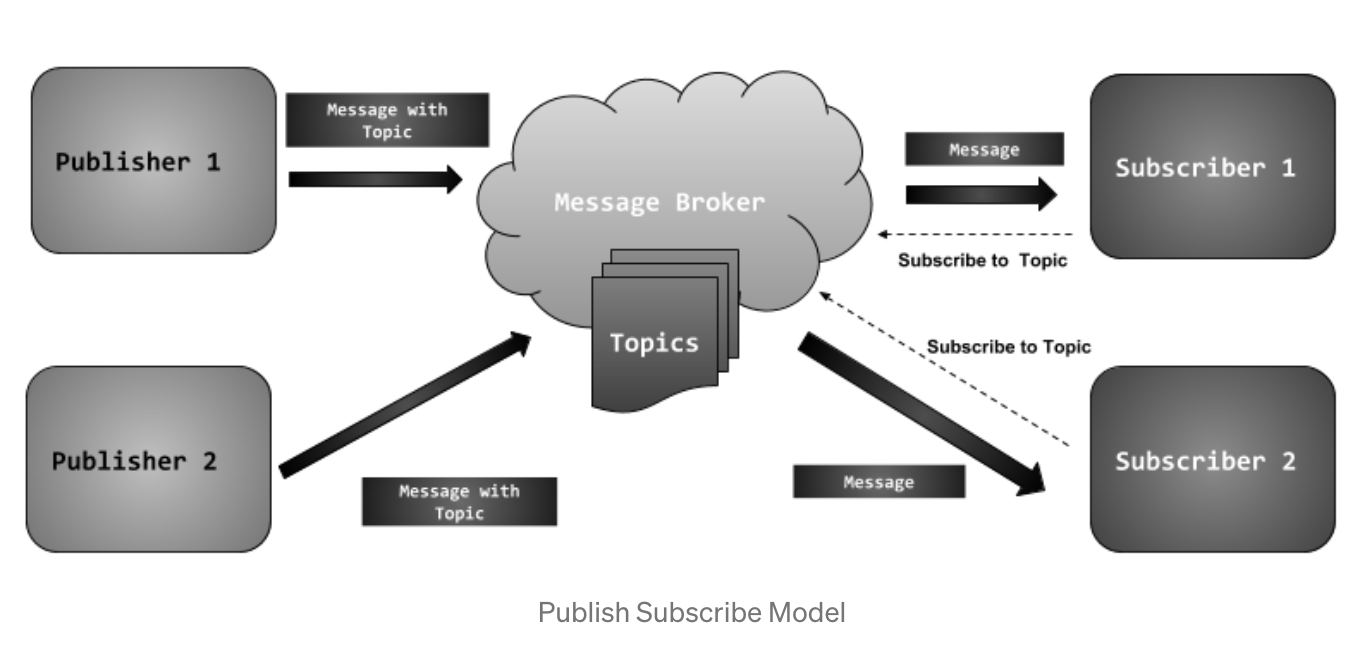 Publisher 1
Message with
Topic
Message Broker
Topics
Message
Subscriber 1
Subscribe to Topic
Publisher 2
Message with
Topic
Subscribe to Topic
Message
Subscriber 2
Publish Subscribe Model